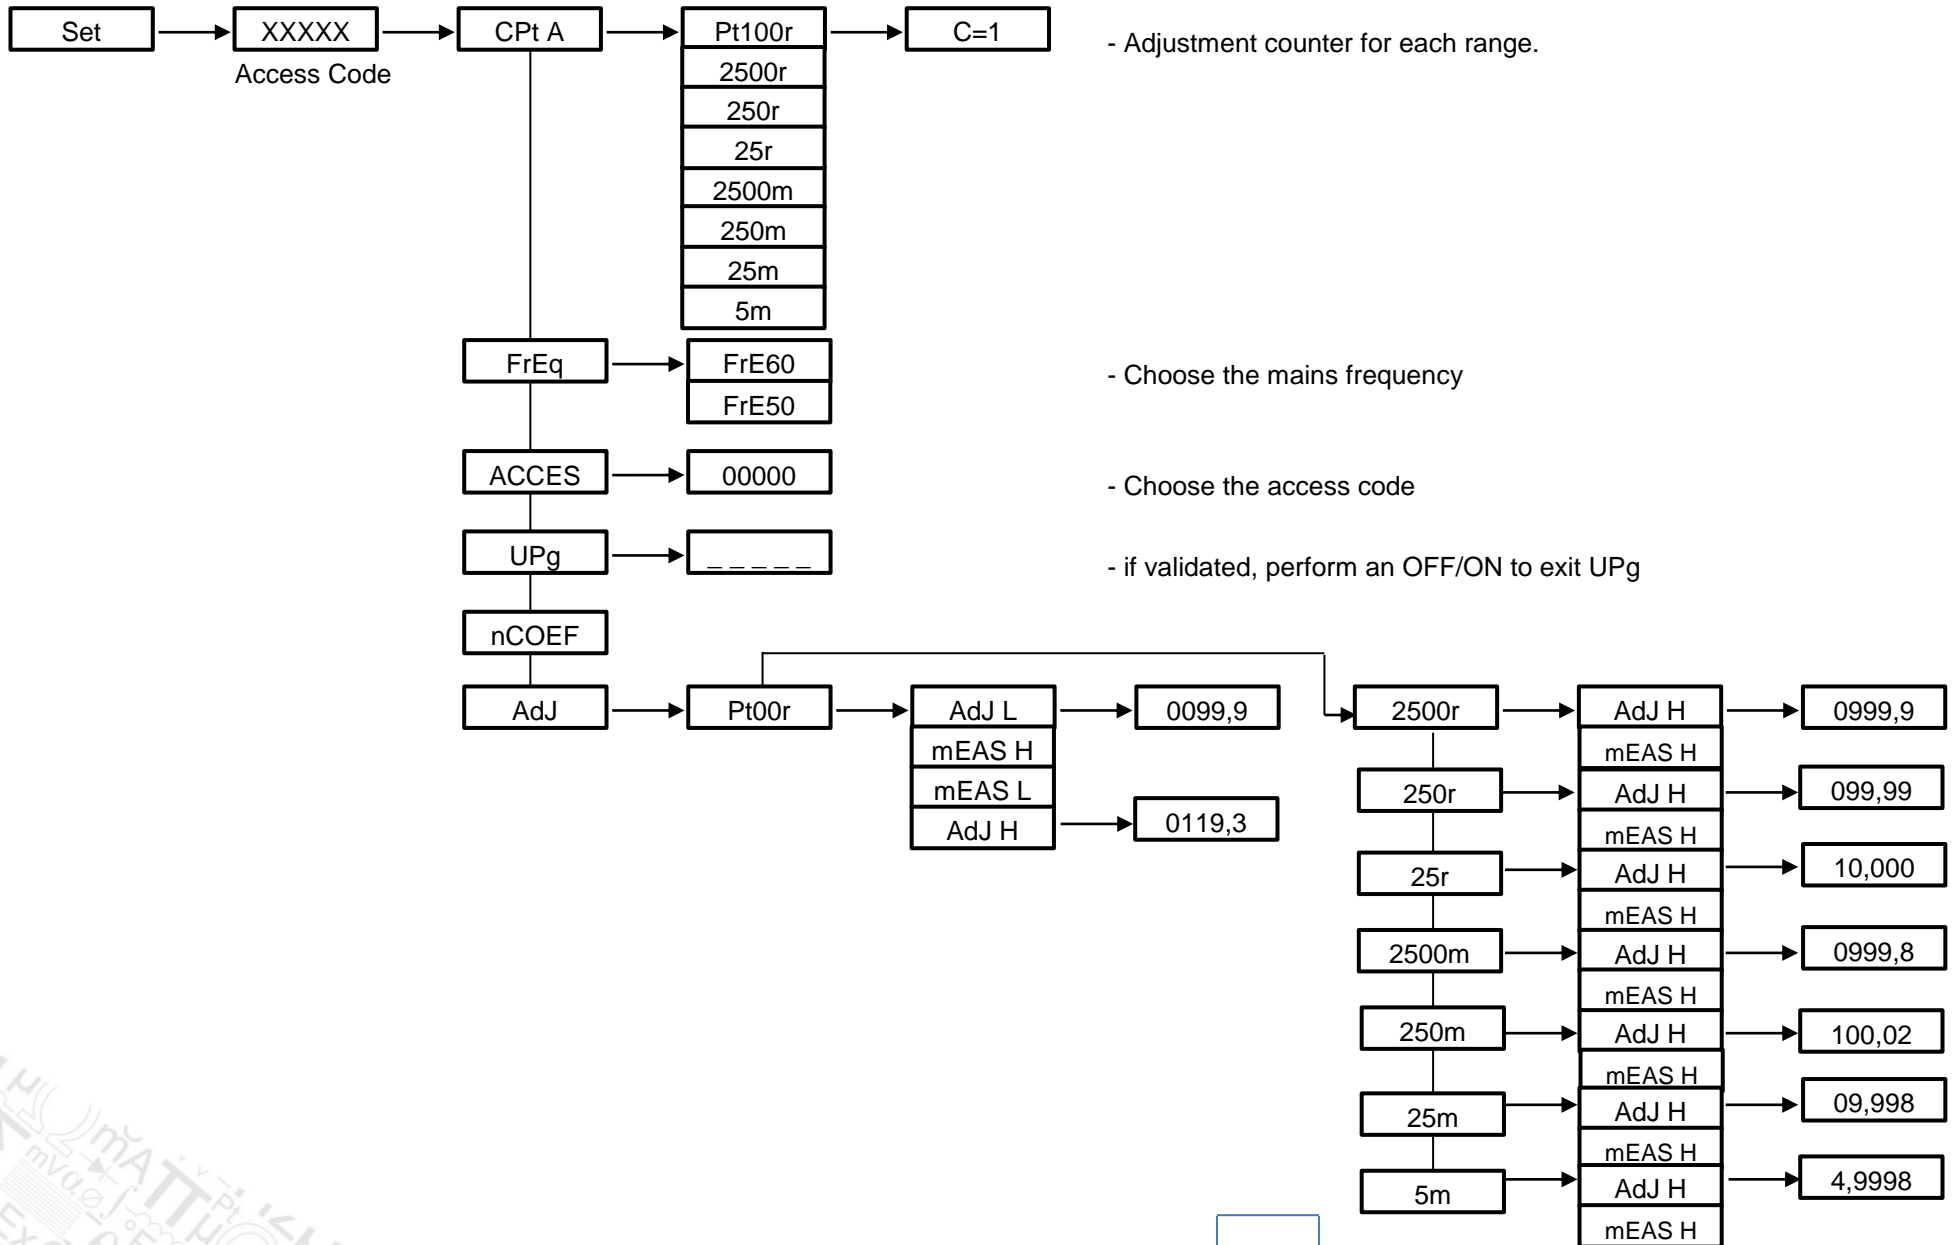 Set
XXXXX
CPt A
Pt100r
C=1
- Adjustment counter for each range.
Access Code
2500r
250r
25r
2500m
250m
25m
5m
FrEq
FrE60
- Choose the mains frequency
FrE50
ACCES
00000
- Choose the access code
UPg
_ _ _ _ _
- if validated, perform an OFF/ON to exit UPg
nCOEF
AdJ
Pt00r
AdJ L
0099,9
mEAS H
mEAS L
AdJ H
0119,3
2500r
AdJ H
0999,9
mEAS H
250r
AdJ H
099,99
mEAS H
25r
AdJ H
10,000
mEAS H
2500m
AdJ H
0999,8
mEAS H
250m
AdJ H
100,02
mEAS H
25m
AdJ H
09,998
mEAS H
5m
AdJ H
4,9998
mEAS H